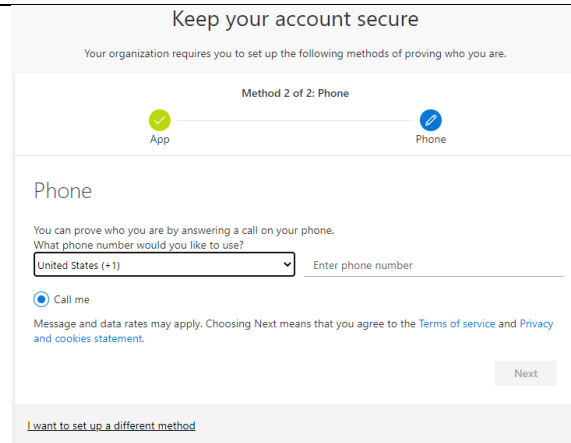 Keep your account secure
Your organization requires you to set up the following methods of proving who you are.
Method 2 of 2: Phone
App
Phone
Phone
You can prove who you are by answering a call on your phone.
What phone number would you like to use?
United States (+1)
Enter phone number
Call me
Message and data rates may apply. Choosing Next means that you agree to the Terms of service and Privacy
and cookies statement.
Next
I want to set up a different method